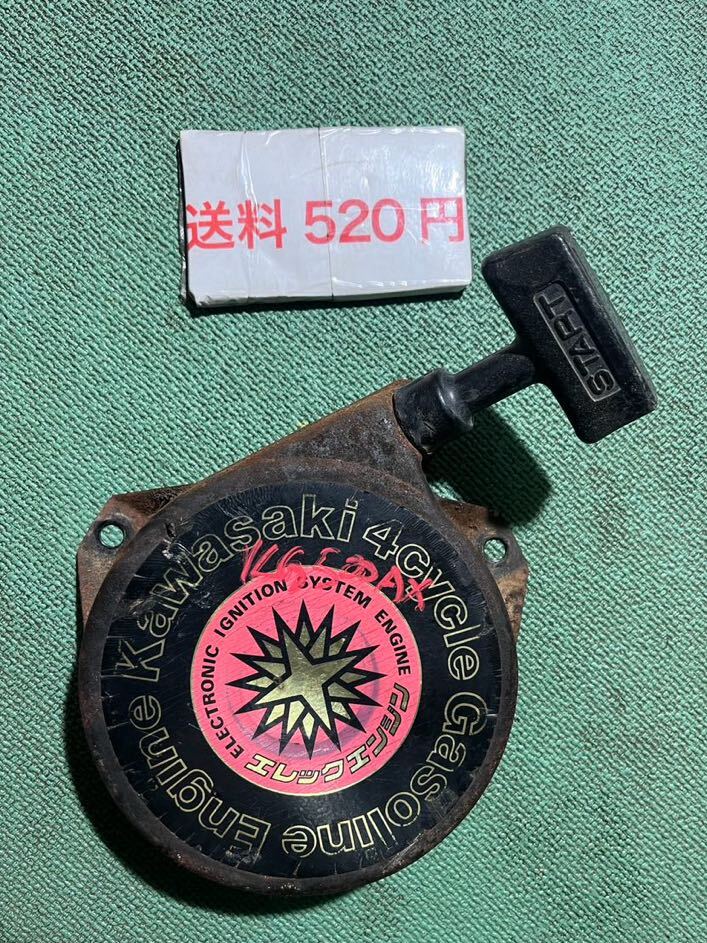 送料 520 円
START
Kawasaki 4cycle Gasoline Engine
ELECTRONIC IGNITION SYSTEM ENGINE
エレックエンジン